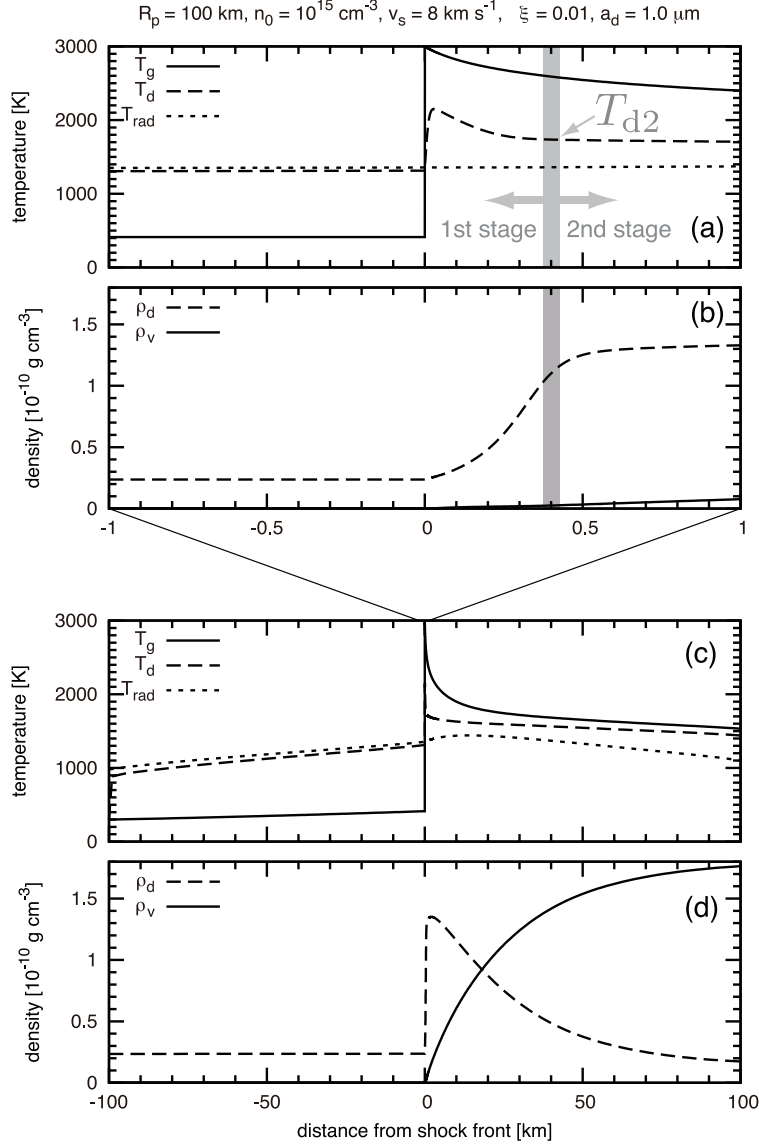 R_p = 100 km, n_0 = 10^15 cm^-3, v_s = 8 km s^-1, ξ = 0.01, a_d = 1.0 μm
3000
2000
1000
0
temperature [K]
T_g
T_d
T_rad
T_d2
1st stage
2nd stage
(a)
1.5
1
0.5
0
density [10^-10 g cm^-3]
ρ_d
ρ_v
(b)
-1
-0.5
0
0.5
1
3000
2000
1000
0
temperature [K]
T_g
T_d
T_rad
(c)
1.5
1
0.5
0
density [10^-10 g cm^-3]
ρ_d
ρ_v
(d)
-100
-50
0
50
100
distance from shock front [km]